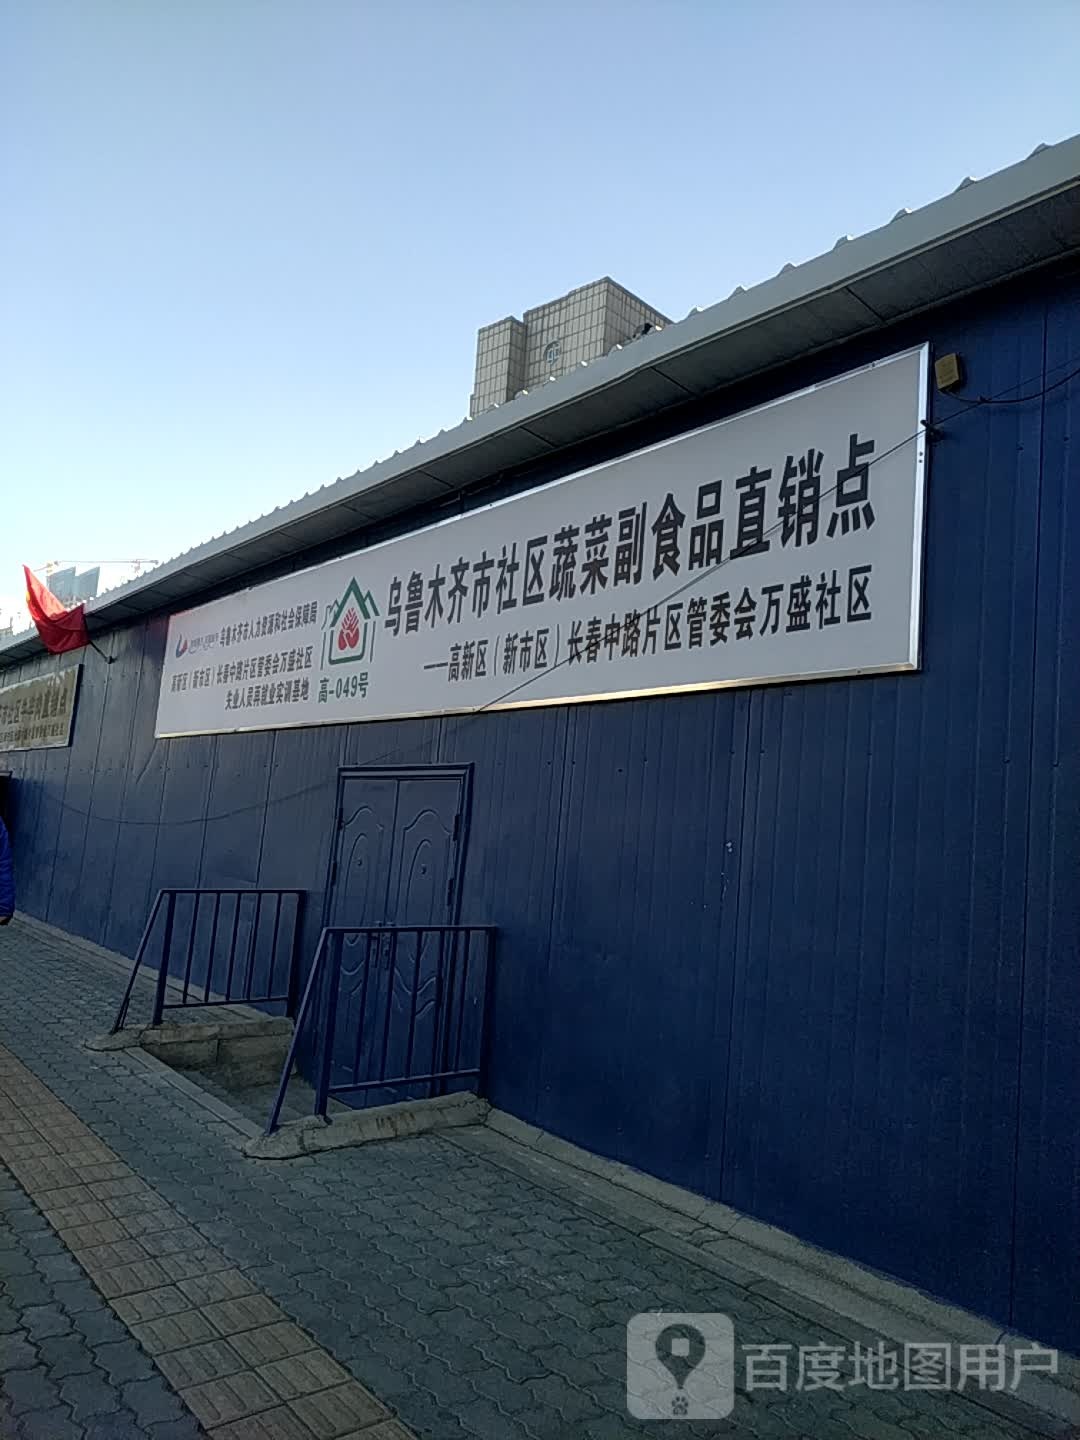 乌鲁木齐市人力资源和社会保障局
高新区（新市区）长春中路片区管委会万盛社区
失业人员再就业实训基地 高-049号
乌鲁木齐市社区蔬菜副食品直销点
——高新区（新市区）长春中路片区管委会万盛社区
百度地图用户